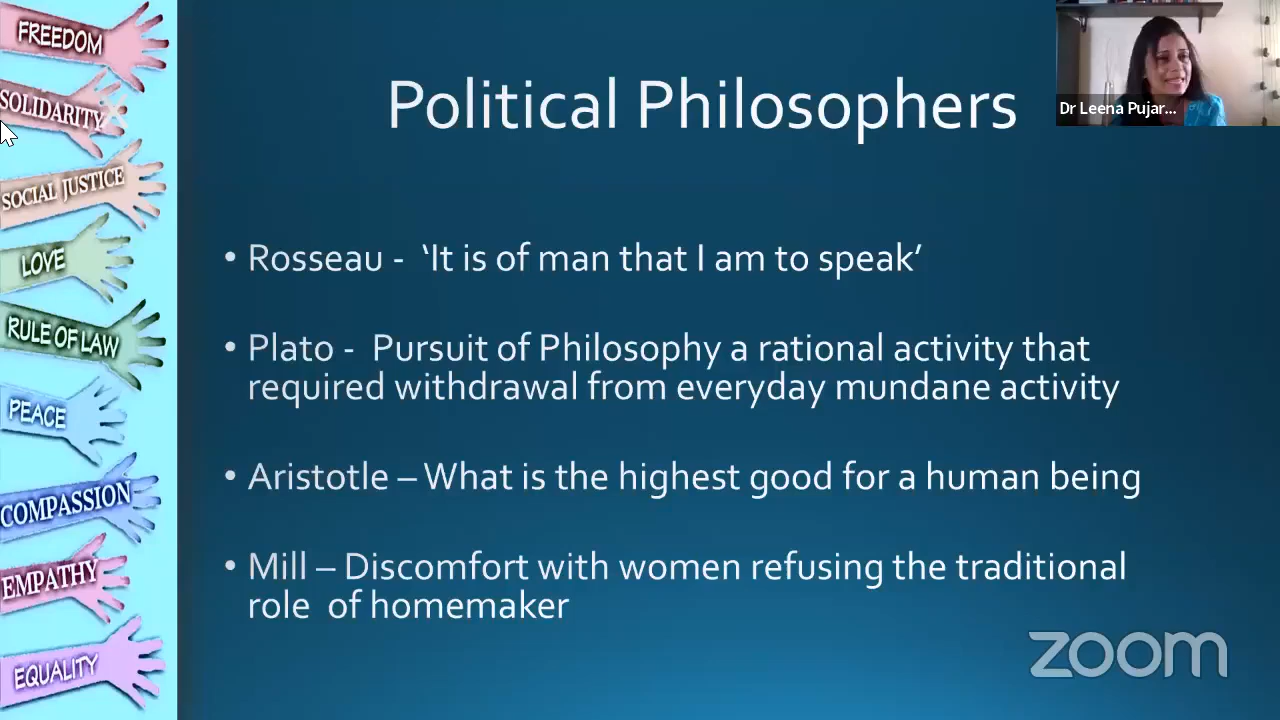 FREEDOM
SOLIDARITY
SOCIAL JUSTICE
LOVE
RULE OF LAW
PEACE
COMPASSION
EMPATHY
EQUALITY
Political Philosophers
Dr Leena Pujar...
• Rosseau - ‘It is of man that I am to speak’
• Plato - Pursuit of Philosophy a rational activity that
required withdrawal from everyday mundane activity
• Aristotle – What is the highest good for a human being
• Mill – Discomfort with women refusing the traditional
role of homemaker
zoom